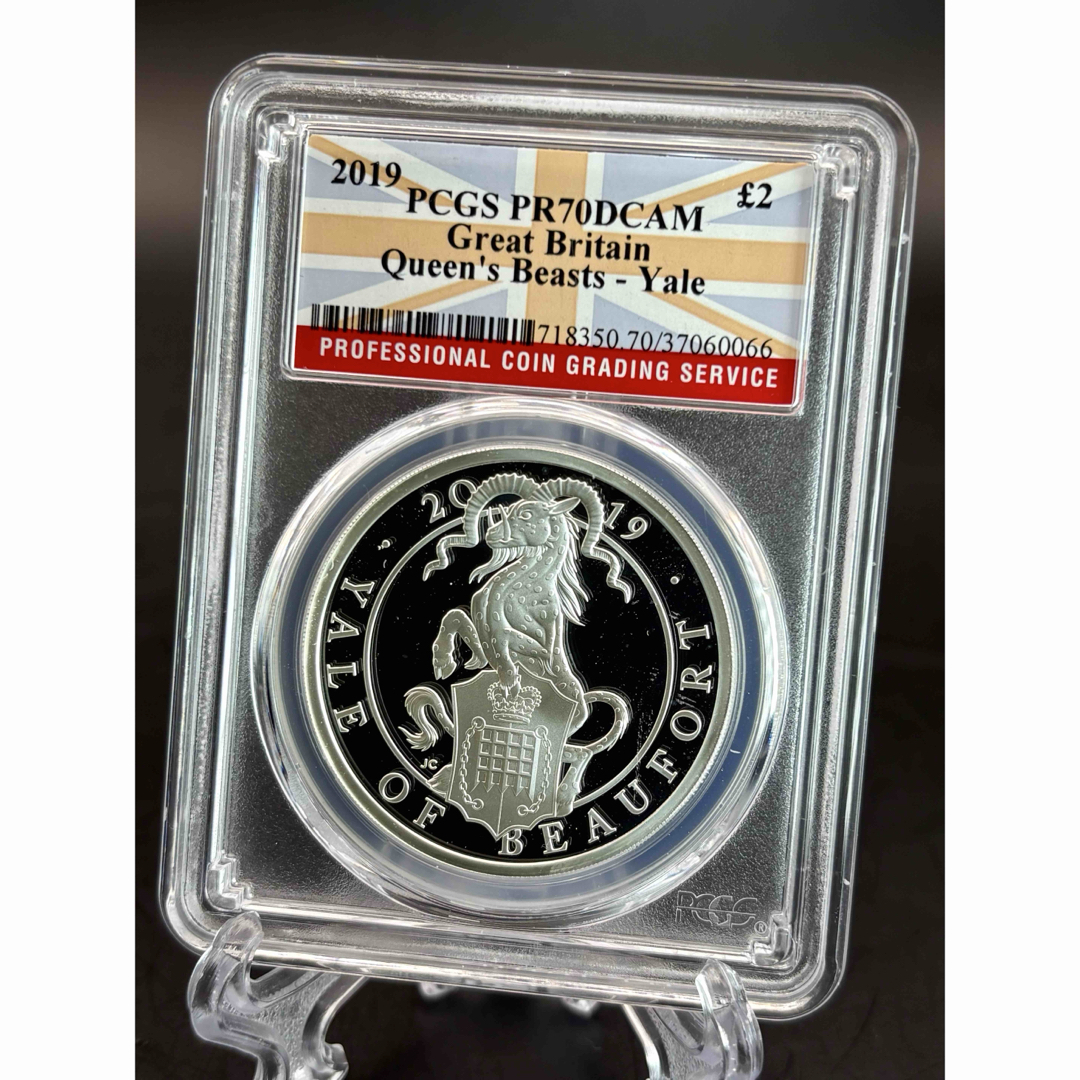 2019
£2
PCGS PR70DCAM
Great Britain
Queen's Beasts - Yale
718350.70/37060066
PROFESSIONAL COIN GRADING SERVICE
2019
YALE OF BEAUFORT
JC
PCGS®